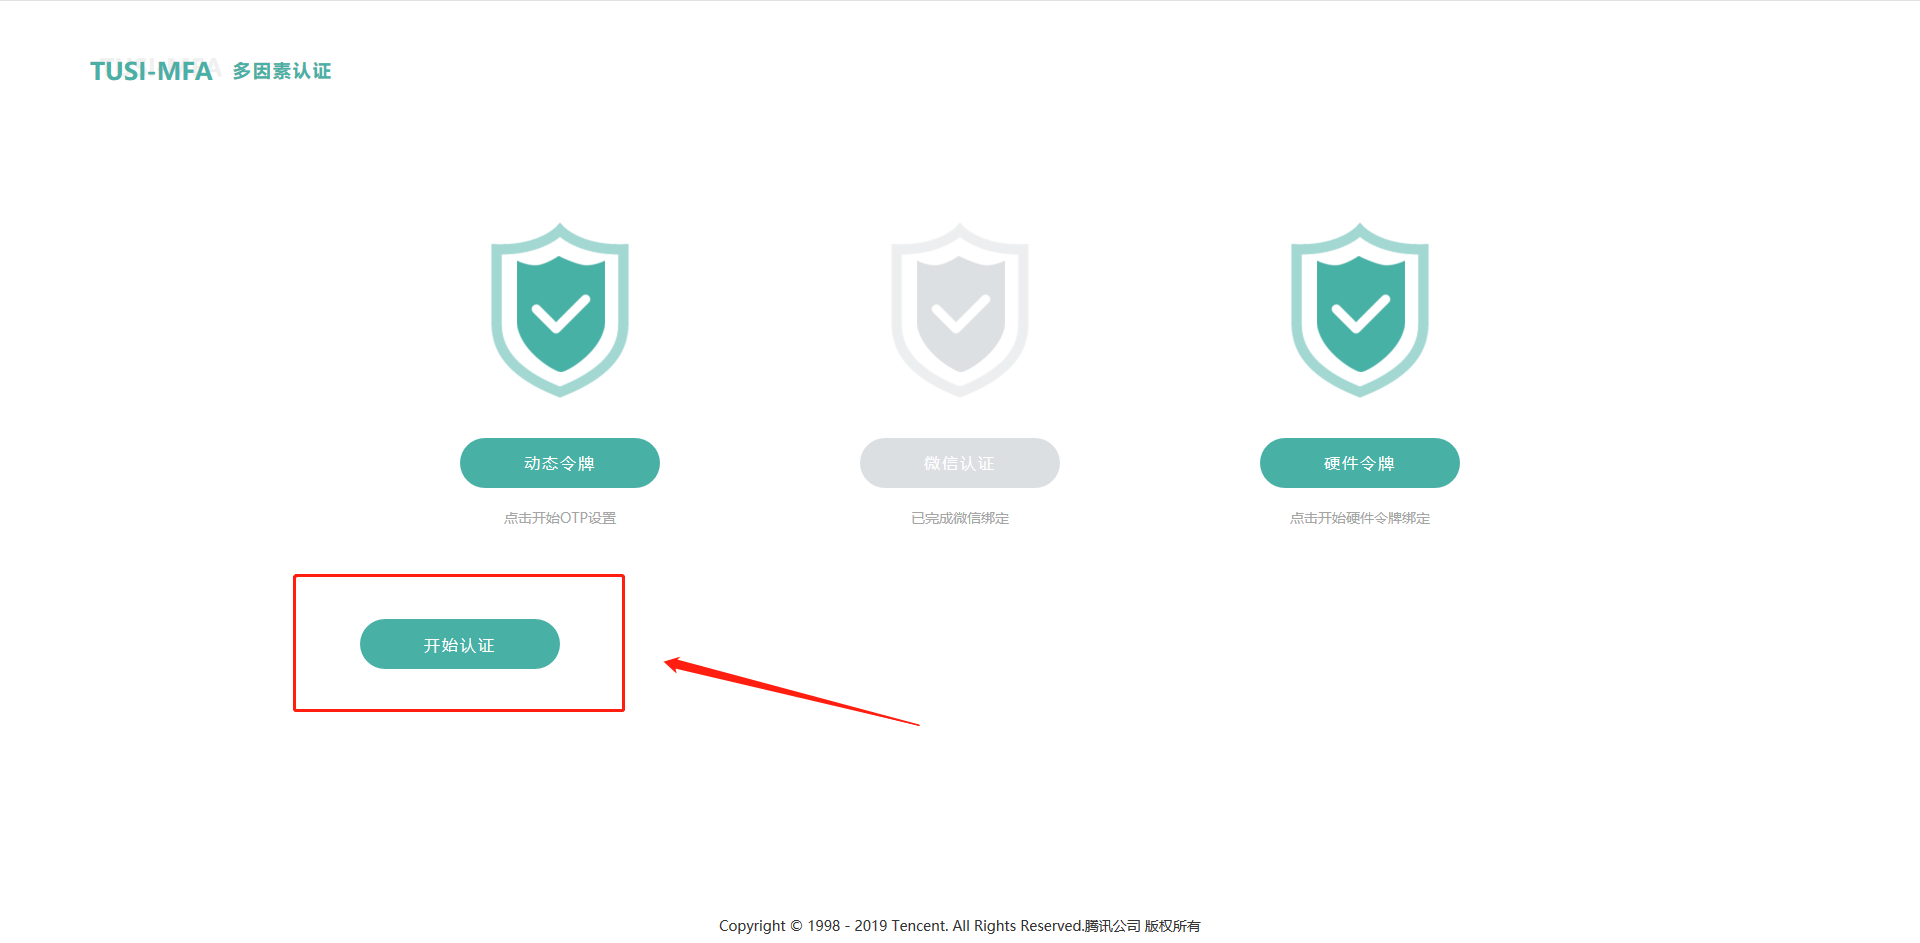 TUSI-MFA 多因素认证
动态令牌
微信认证
硬件令牌
点击开始OTP设置
已完成微信绑定
点击开始硬件令牌绑定
开始认证
Copyright © 1998 - 2019 Tencent. All Rights Reserved.腾讯公司 版权所有